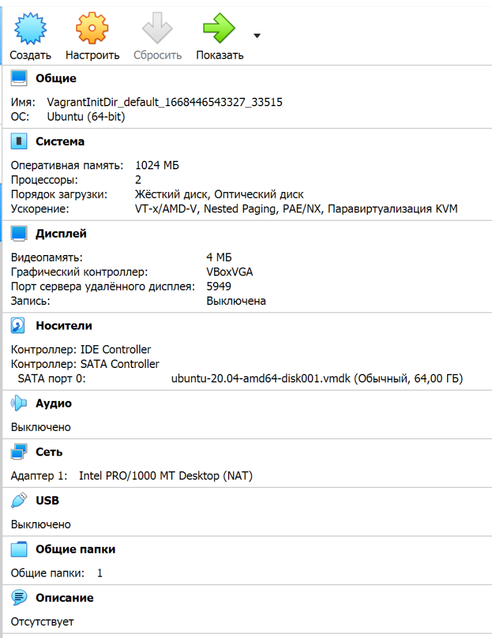 Создать Настроить Сбросить Показать
Общие
Имя: VagrantInitDir_default_1668446543327_33515
ОС: Ubuntu (64-bit)
Система
Оперативная память: 1024 МБ
Процессоры: 2
Порядок загрузки: Жёсткий диск, Оптический диск
Ускорение: VT-x/AMD-V, Nested Paging, PAE/NX, Паравиртуализация KVM
Дисплей
Видеопамять: 4 МБ
Графический контроллер: VBoxVGA
Порт сервера удалённого дисплея: 5949
Запись: Выключена
Носители
Контроллер: IDE Controller
Контроллер: SATA Controller
SATA порт 0: ubuntu-20.04-amd64-disk001.vmdk (Обычный, 64,00 ГБ)
Аудио
Выключено
Сеть
Адаптер 1: Intel PRO/1000 MT Desktop (NAT)
USB
Выключено
Общие папки
Общие папки: 1
Описание
Отсутствует